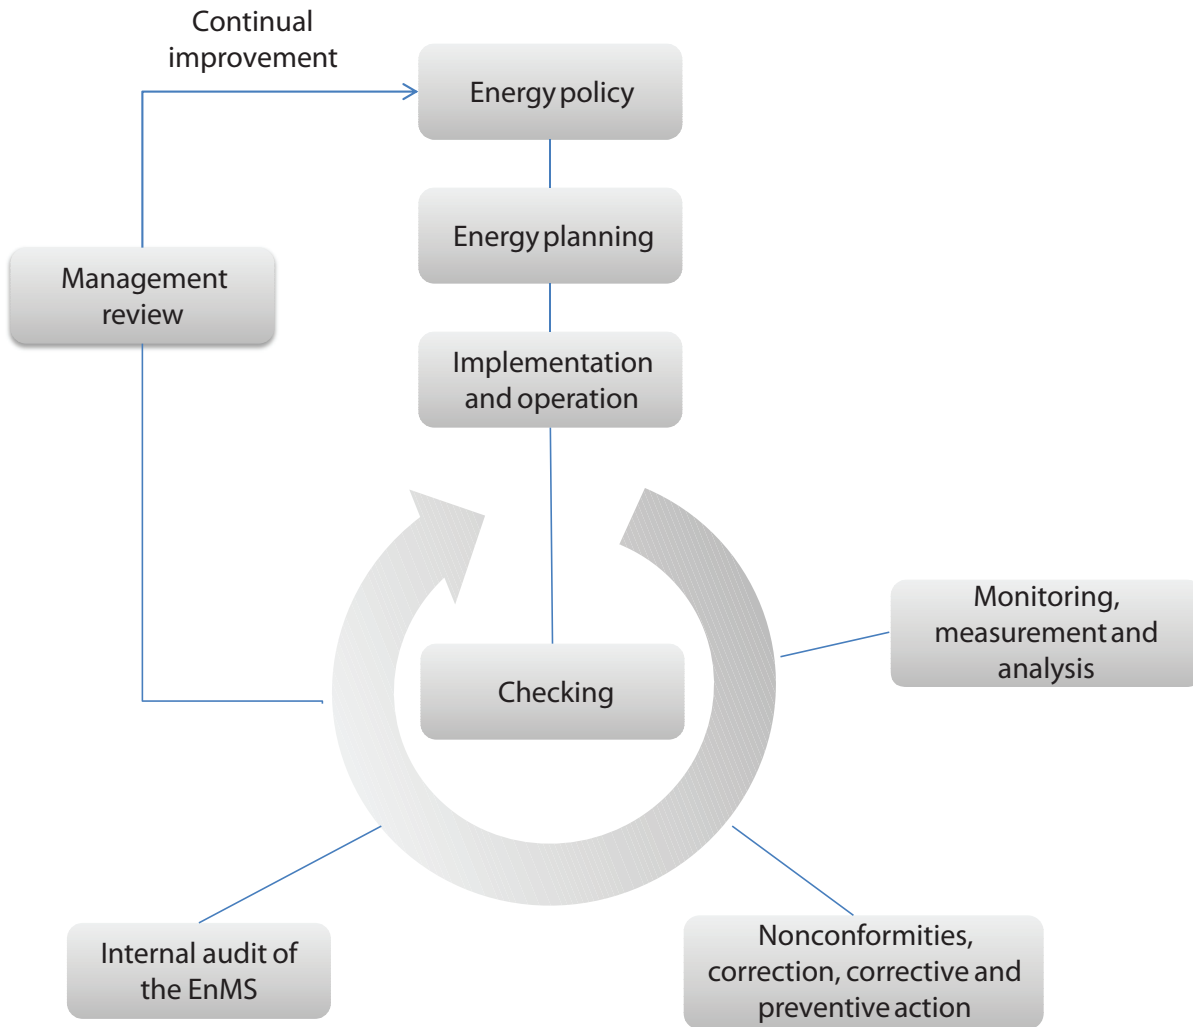 Continual
improvement
Energy policy
Energy planning
Management
review
Implementation
and operation
Monitoring,
measurement and
analysis
Checking
Internal audit of
the EnMS
Nonconformities,
correction, corrective and
preventive action